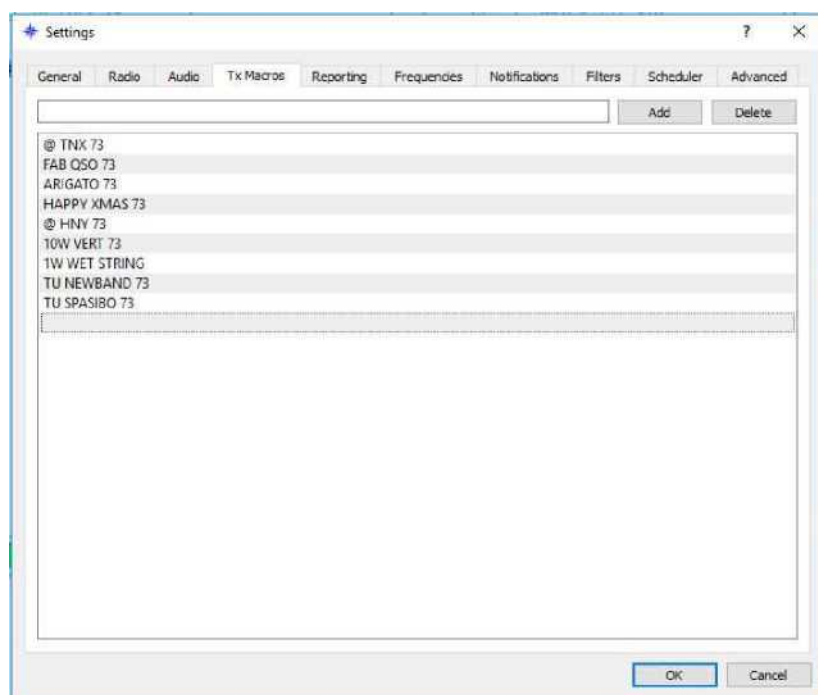 Settings ? X
General Radio Audio Tx Macros Reporting Frequencies Notifications Filters Scheduler Advanced
Add Delete
@ TNX 73
FAB QSO 73
ARIGATO 73
HAPPY XMAS 73
@ HNY 73
10W VERT 73
1W WET STRING
TU NEWBAND 73
TU SPASIBO 73
OK Cancel